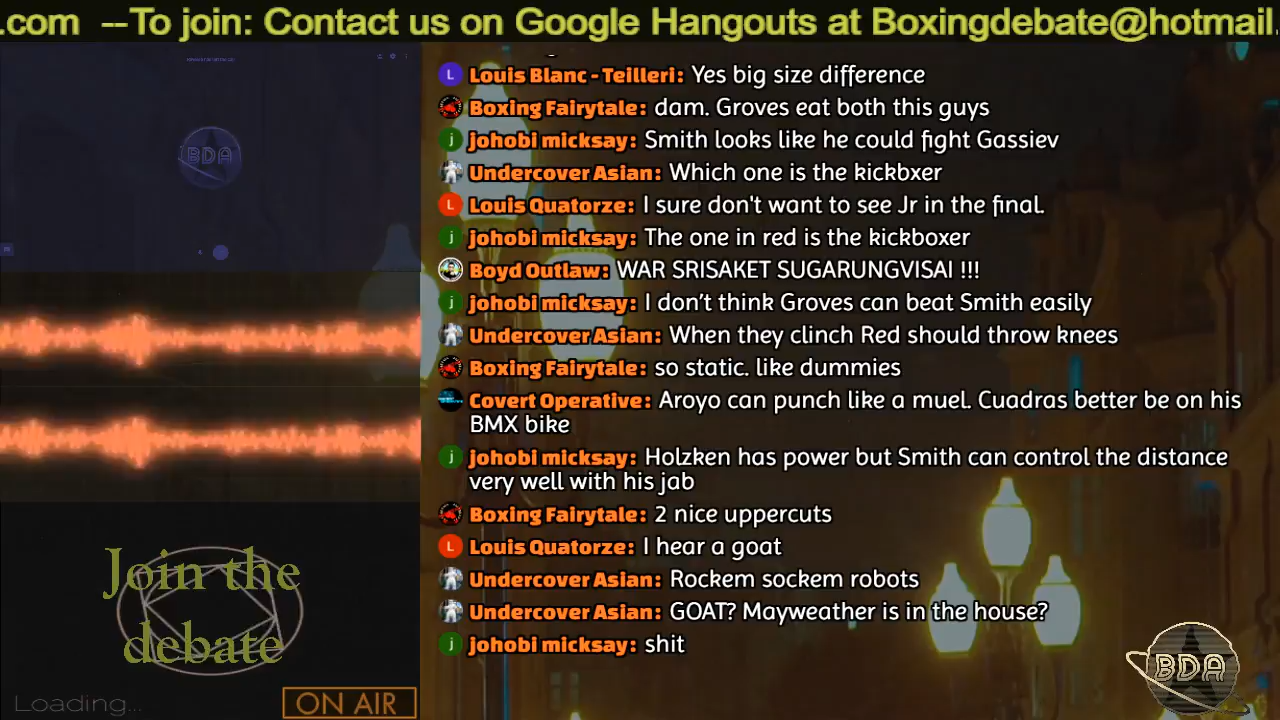 .com --To join: Contact us on Google Hangouts at Boxingdebate@hotmail.
BDA
L Louis Blanc - Teilleri: Yes big size difference
Boxing Fairytale: dam. Groves eat both this guys
j johobi micksay: Smith looks like he could fight Gassiev
Undercover Asian: Which one is the kickbxer
L Louis Quatorze: I sure don't want to see Jr in the final.
j johobi micksay: The one in red is the kickboxer
Boyd Outlaw: WAR SRISAKET SUGARUNGVISAI !!!
j johobi micksay: I don't think Groves can beat Smith easily
Undercover Asian: When they clinch Red should throw knees
Boxing Fairytale: so static. like dummies
Covert Operative: Aroyo can punch like a muel. Cuadras better be on his
BMX bike
j johobi micksay: Holzken has power but Smith can control the distance
very well with his jab
Boxing Fairytale: 2 nice uppercuts
L Louis Quatorze: I hear a goat
Undercover Asian: Rockem sockem robots
Undercover Asian: GOAT? Mayweather is in the house?
j johobi micksay: shit
Join the
debate
Loading...
ON AIR
BDA